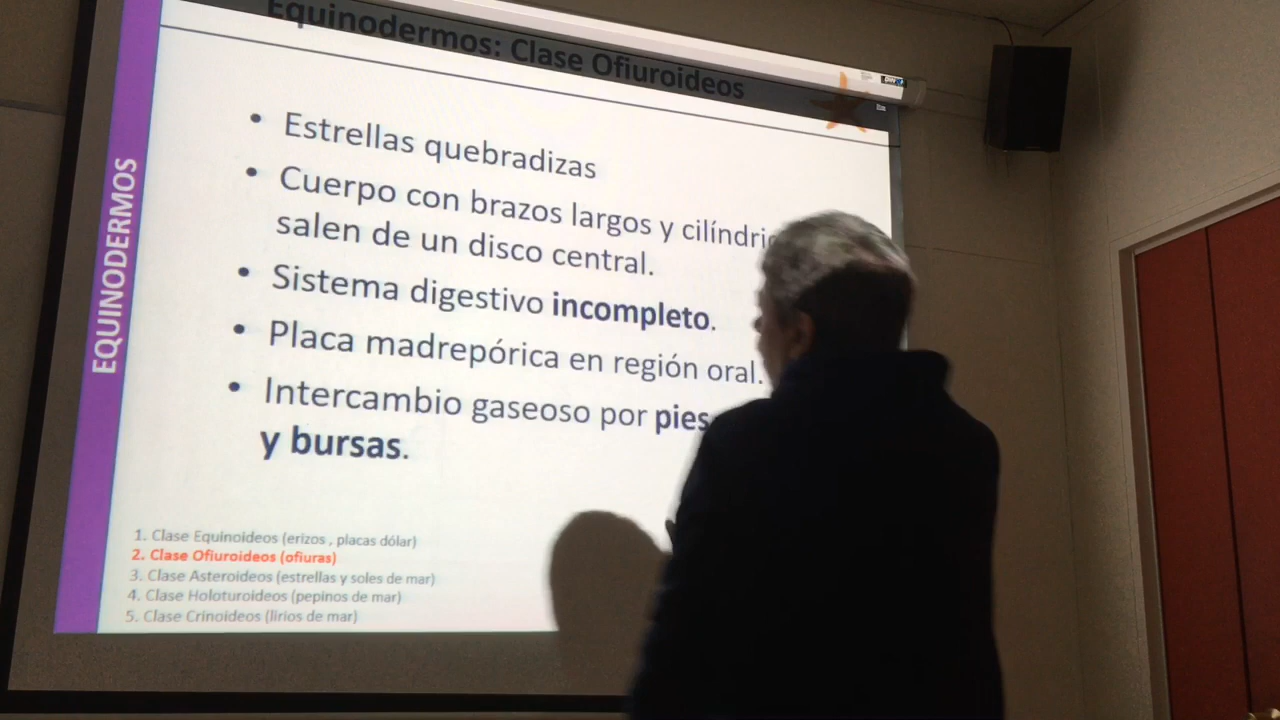 Equinodermos: Clase Ofiuroideos
EQUINODERMOS
• Estrellas quebradizas
• Cuerpo con brazos largos y
salen de un disco central.
• Sistema digestivo incompleto.
• Placa madrepórica en región oral.
• Intercambio gaseoso por pies
y bursas.
1. Clase Equinoideos (erizos , placas dólar)
2. Clase Ofiuroideos (ofiuras)
3. Clase Asteroideos (estrellas y soles de mar)
4. Clase Holoturoideos (pepinos de mar)
5. Clase Crinoideos (lirios de mar)